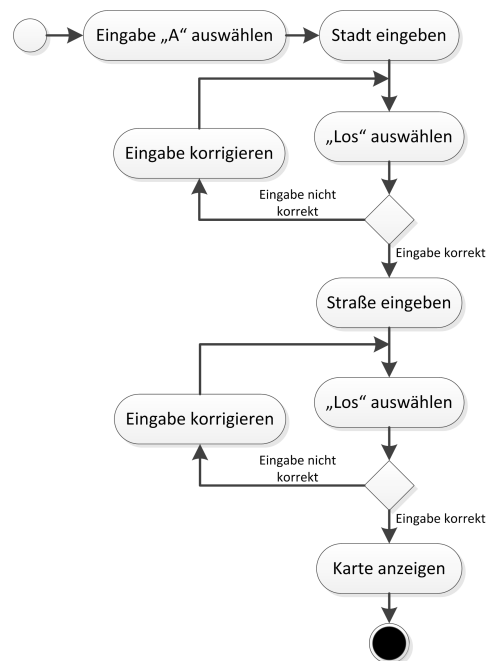 Eingabe „A“ auswählen
Stadt eingeben
„Los“ auswählen
Eingabe korrigieren
Eingabe nicht
korrekt
Eingabe korrekt
Straße eingeben
„Los“ auswählen
Eingabe korrigieren
Eingabe nicht
korrekt
Eingabe korrekt
Karte anzeigen